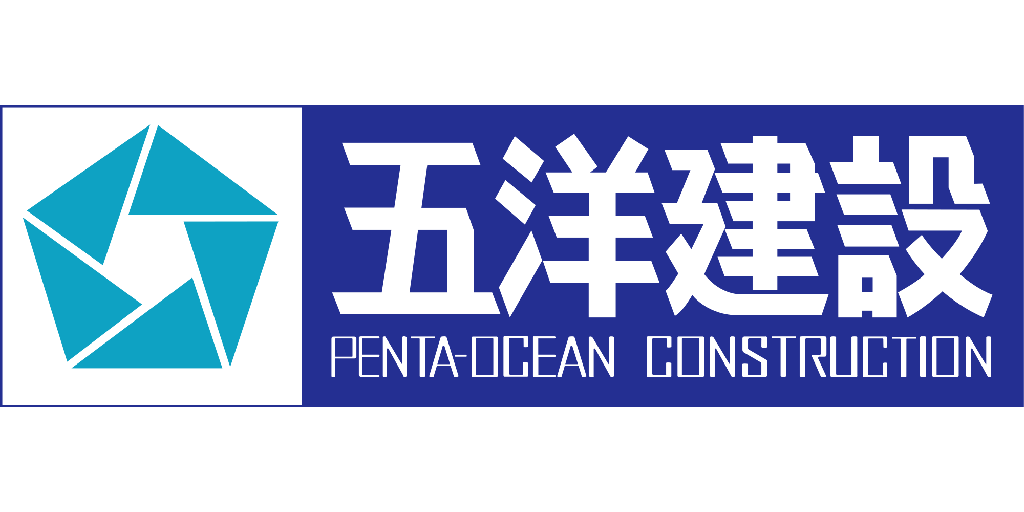 五洋建設
PENTA-OCEAN CONSTRUCTION